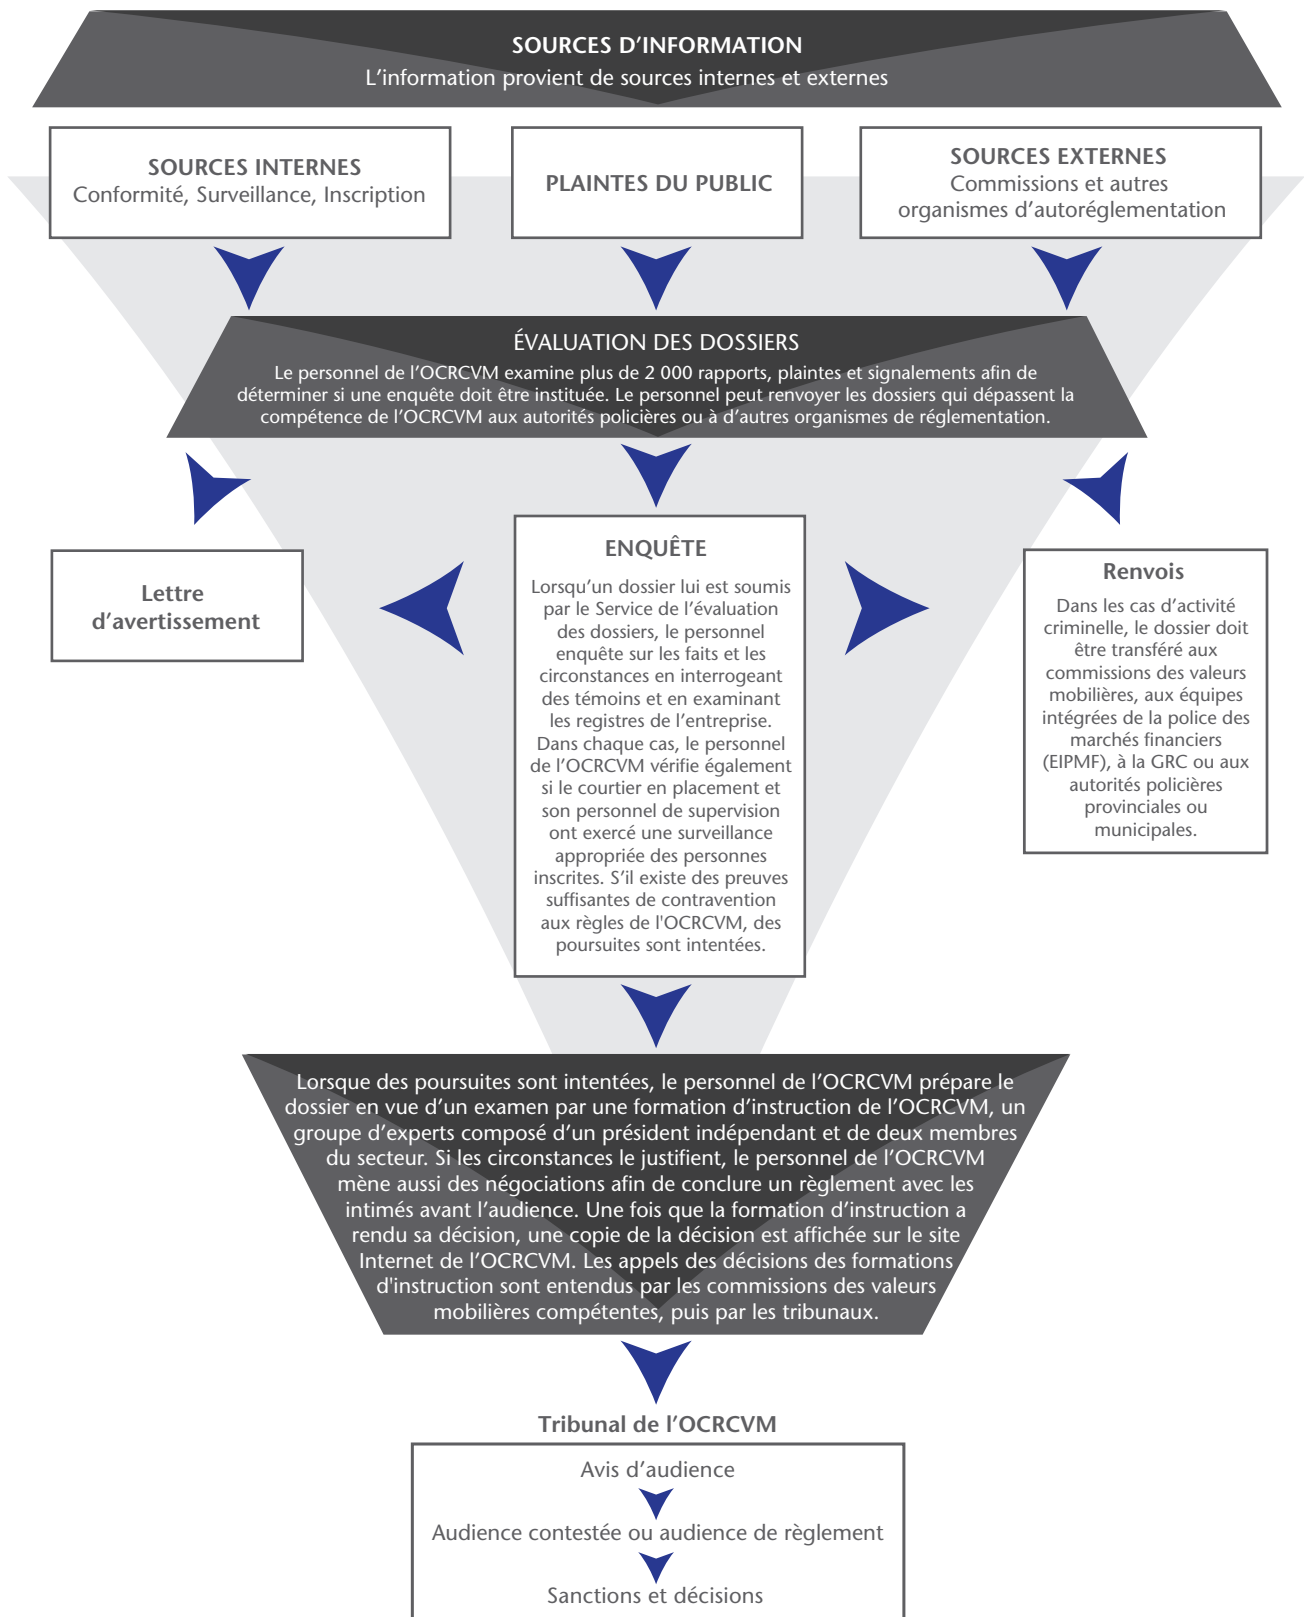 SOURCES D’INFORMATION
L’information provient de sources internes et externes
SOURCES INTERNES
Conformité, Surveillance, Inscription
PLAINTES DU PUBLIC
SOURCES EXTERNES
Commissions et autres
organismes d’autoréglementation
ÉVALUATION DES DOSSIERS
Le personnel de l’OCRCVM examine plus de 2 000 rapports, plaintes et signalements afin de
déterminer si une enquête doit être instituée. Le personnel peut renvoyer les dossiers qui dépassent la
compétence de l’OCRCVM aux autorités policières ou à d’autres organismes de réglementation.
Lettre
d’avertissement
ENQUÊTE
Lorsqu’un dossier lui est soumis
par le Service de l’évaluation
des dossiers, le personnel
enquête sur les faits et les
circonstances en interrogeant
des témoins et en examinant
les registres de l’entreprise.
Dans chaque cas, le personnel
de l’OCRCVM vérifie également
si le courtier en placement et
son personnel de supervision
ont exercé une surveillance
appropriée des personnes
inscrites. S’il existe des preuves
suffisantes de contravention
aux règles de l'OCRCVM, des
poursuites sont intentées.
Renvois
Dans les cas d’activité
criminelle, le dossier doit
être transféré aux
commissions des valeurs
mobilières, aux équipes
intégrées de la police des
marchés financiers
(EIPMF), à la GRC ou aux
autorités policières
provinciales ou
municipales.
Lorsque des poursuites sont intentées, le personnel de l’OCRCVM prépare le
dossier en vue d’un examen par une formation d’instruction de l’OCRCVM, un
groupe d’experts composé d’un président indépendant et de deux membres
du secteur. Si les circonstances le justifient, le personnel de l’OCRCVM
mène aussi des négociations afin de conclure un règlement avec les
intimés avant l’audience. Une fois que la formation d’instruction a
rendu sa décision, une copie de la décision est affichée sur le site
Internet de l’OCRCVM. Les appels des décisions des formations
d'instruction sont entendus par les commissions des valeurs
mobilières compétentes, puis par les tribunaux.
Tribunal de l’OCRCVM
Avis d’audience
Audience contestée ou audience de règlement
Sanctions et décisions